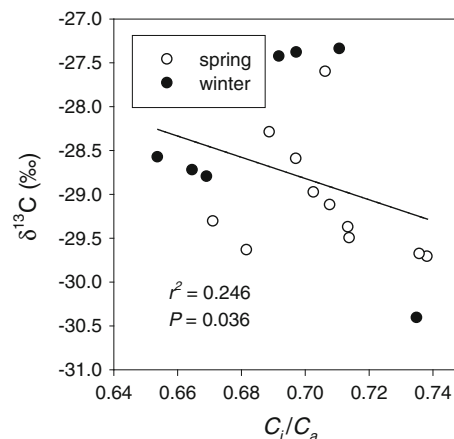 -27.0
-27.5
-28.0
-28.5
-29.0
-29.5
-30.0
-30.5
-31.0
δ¹³C (‰)
spring
winter
r² = 0.246
P = 0.036
0.64 0.66 0.68 0.70 0.72 0.74
Cᵢ/Cₐ